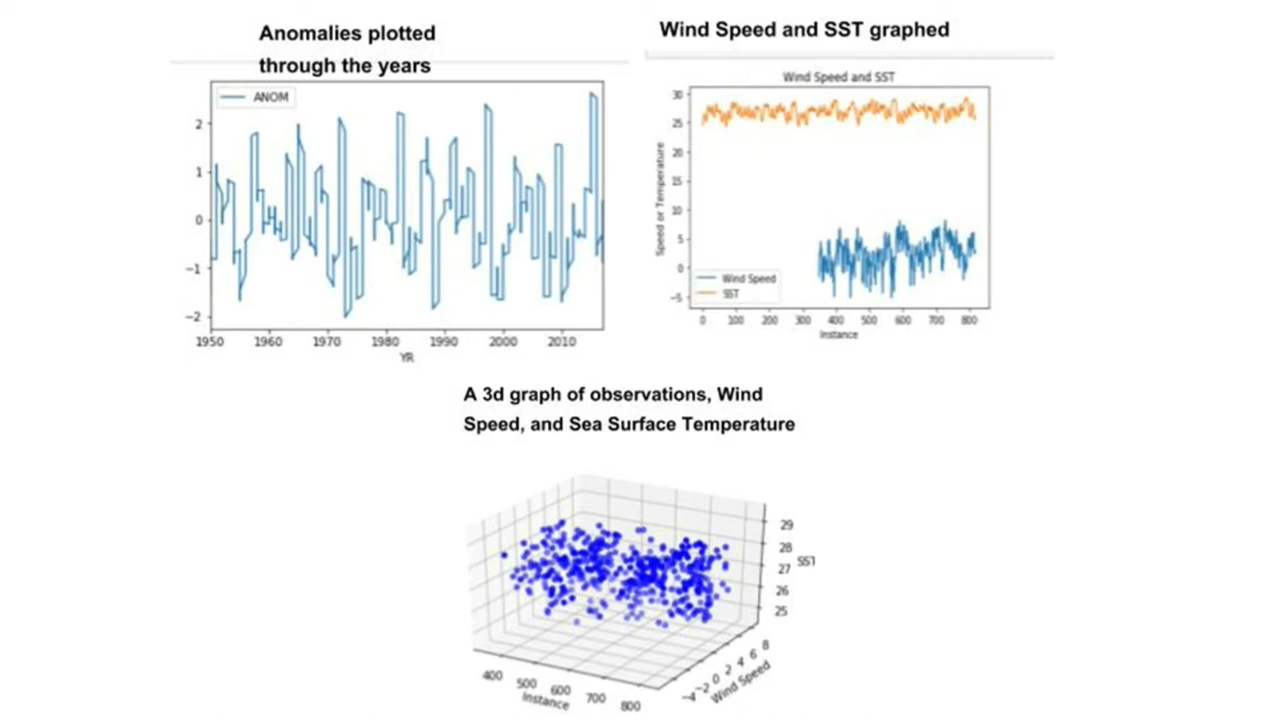 Anomalies plotted
through the years
ANOM
2
1
0
−1
−2
1950 1960 1970 1980 1990 2000 2010
YR
Wind Speed and SST graphed
Wind Speed and SST
30
25
20
15
10
5
0
−5
Speed or Temperature
Wind Speed
SST
0 100 200 300 400 500 600 700 800
Instance
A 3d graph of observations, Wind
Speed, and Sea Surface Temperature
29
28
27
26
25
SST
8
6
4
2
0
−2
−4
Wind Speed
400 500 600 700 800
Instance